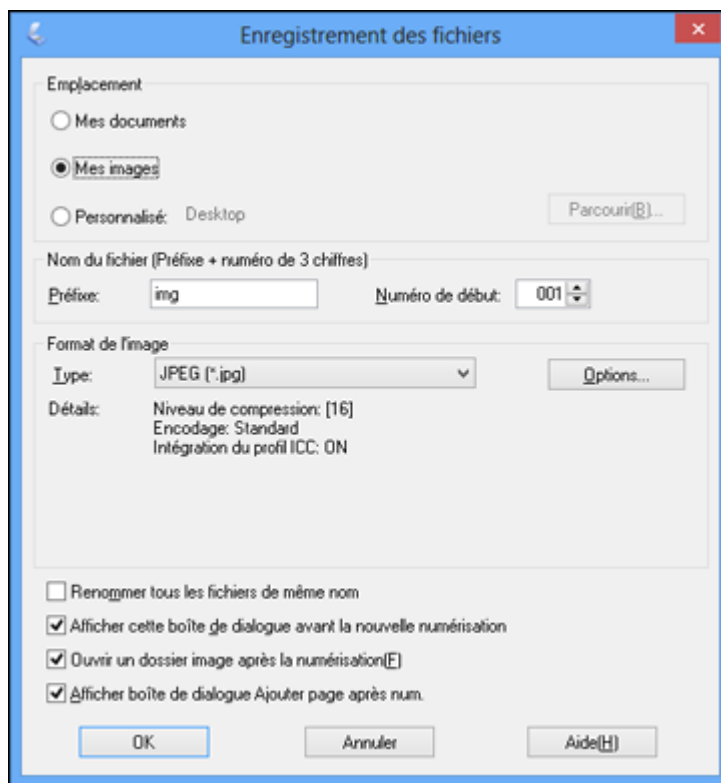 Enregistrement des fichiers
Emplacement
Mes documents
Mes images
Personnalisé: Desktop Parcourir(B)...
Nom du fichier (Préfixe + numéro de 3 chiffres)
Préfixe: img Numéro de début: 001
Format de l'image
Type: JPEG (*.jpg) Options...
Détails: Niveau de compression: [16]
Encodage: Standard
Intégration du profil ICC: ON
Renommer tous les fichiers de même nom
Afficher cette boîte de dialogue avant la nouvelle numérisation
Ouvrir un dossier image après la numérisation(F)
Afficher boîte de dialogue Ajouter page après num.
OK Annuler Aide(H)